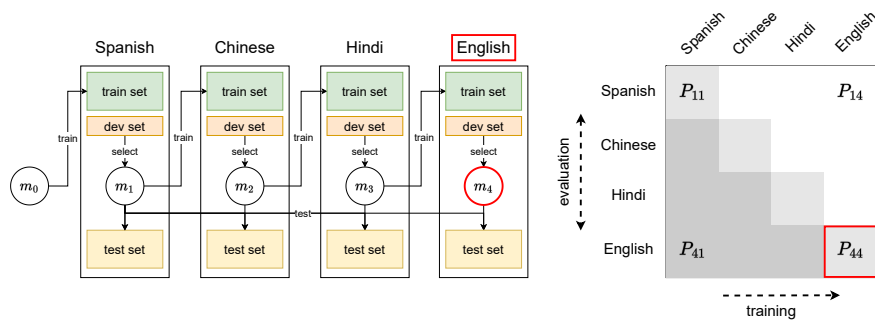 Spanish
Chinese
Hindi
English
train set
train set
train set
train set
dev set
dev set
dev set
dev set
train
train
train
train
select
select
select
select
m0
m1
m2
m3
m4
test
test set
test set
test set
test set
Spanish
Chinese
Hindi
English
Spanish
P11
P14
Chinese
Hindi
English
P41
P44
evaluation
training